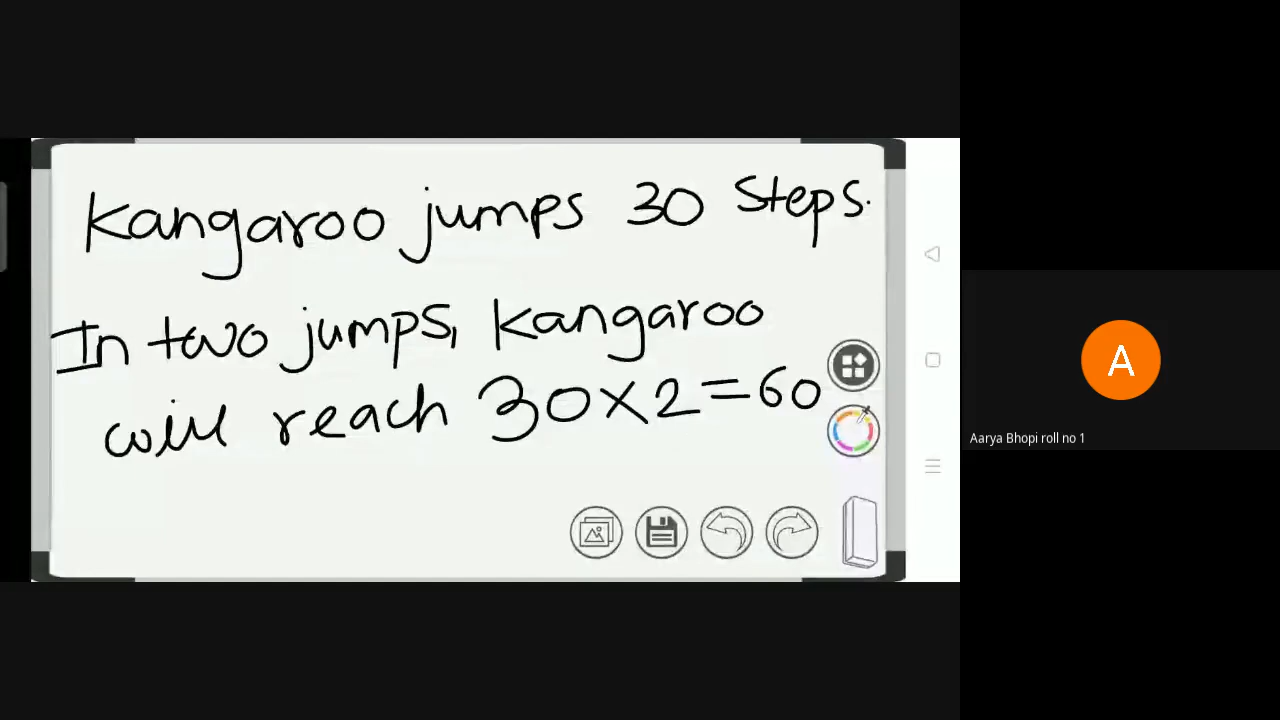 Kangaroo jumps 30 steps.
In two jumps, Kangaroo
will reach 30×2=60
A
Aarya Bhopi roll no 1